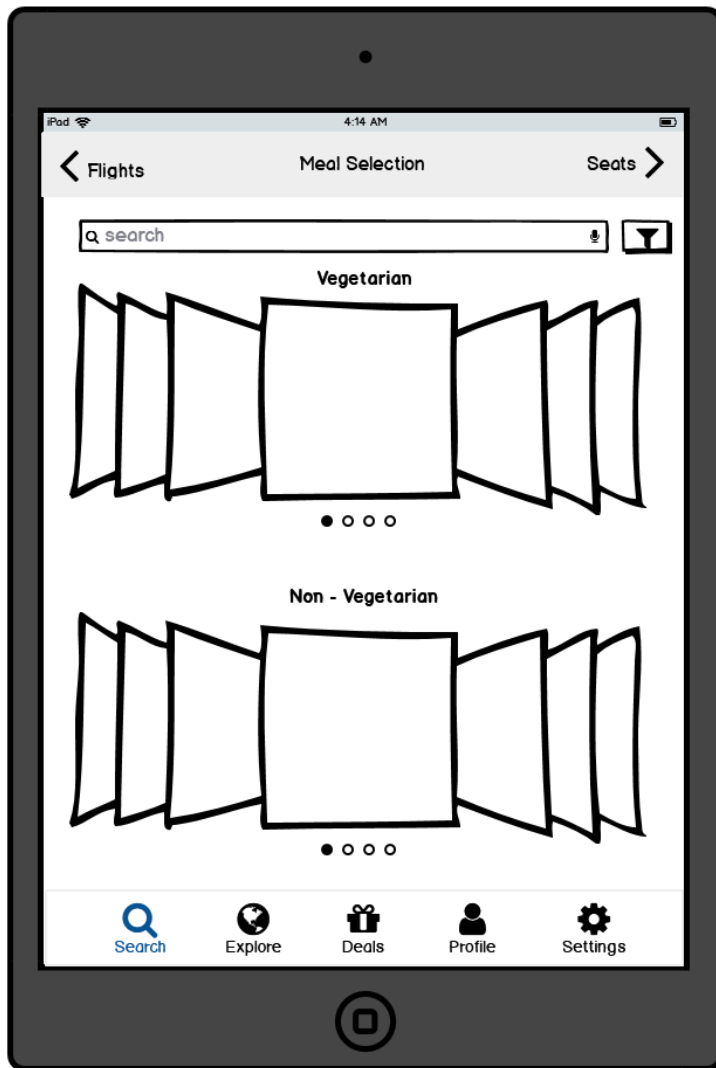 iPad 4:14 AM
Flights Meal Selection Seats
search
Vegetarian
Non - Vegetarian
Search Explore Deals Profile Settings